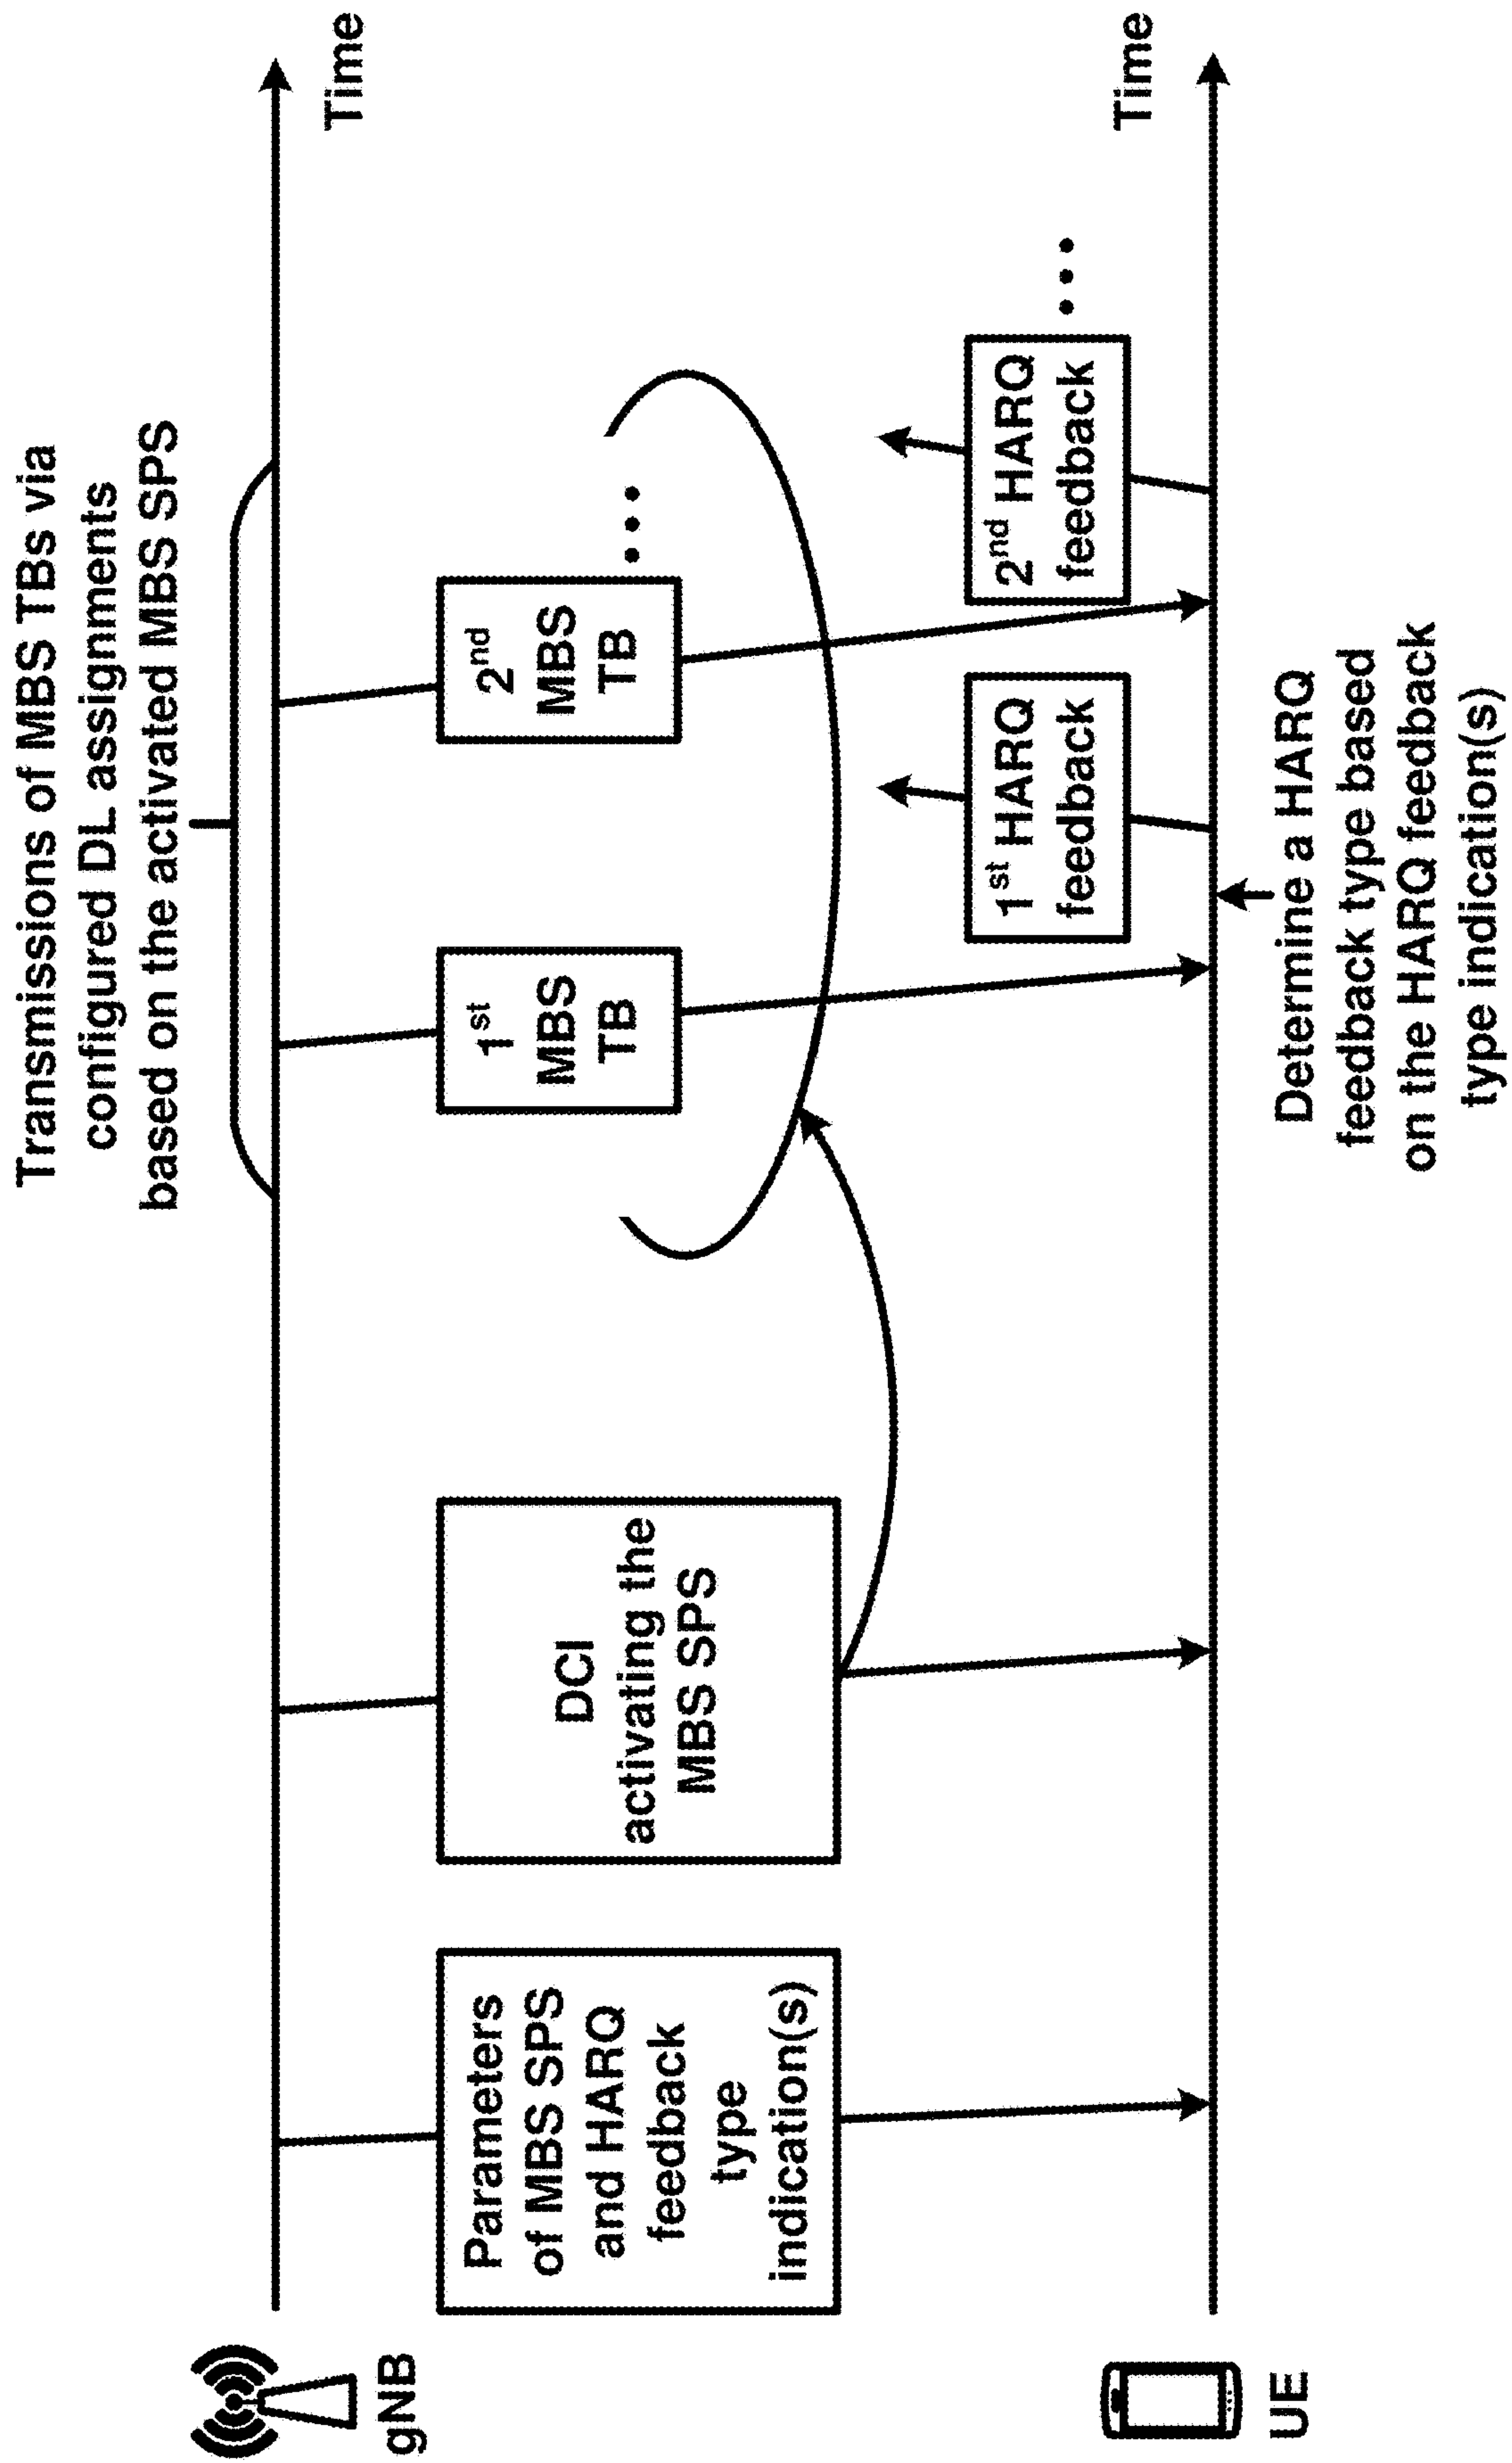 Transmissions of MBS TBs via
configured DL assignments
based on the activated MBS SPS
gNB
Time
Parameters
of MBS SPS
and HARQ
feedback
type
indication(s)
DCI
activating the
MBS SPS
1st
MBS
TB
2nd
MBS
TB
...
1st HARQ
feedback
2nd HARQ
feedback
...
UE
Time
Determine a HARQ
feedback type based
on the HARQ feedback
type indication(s)